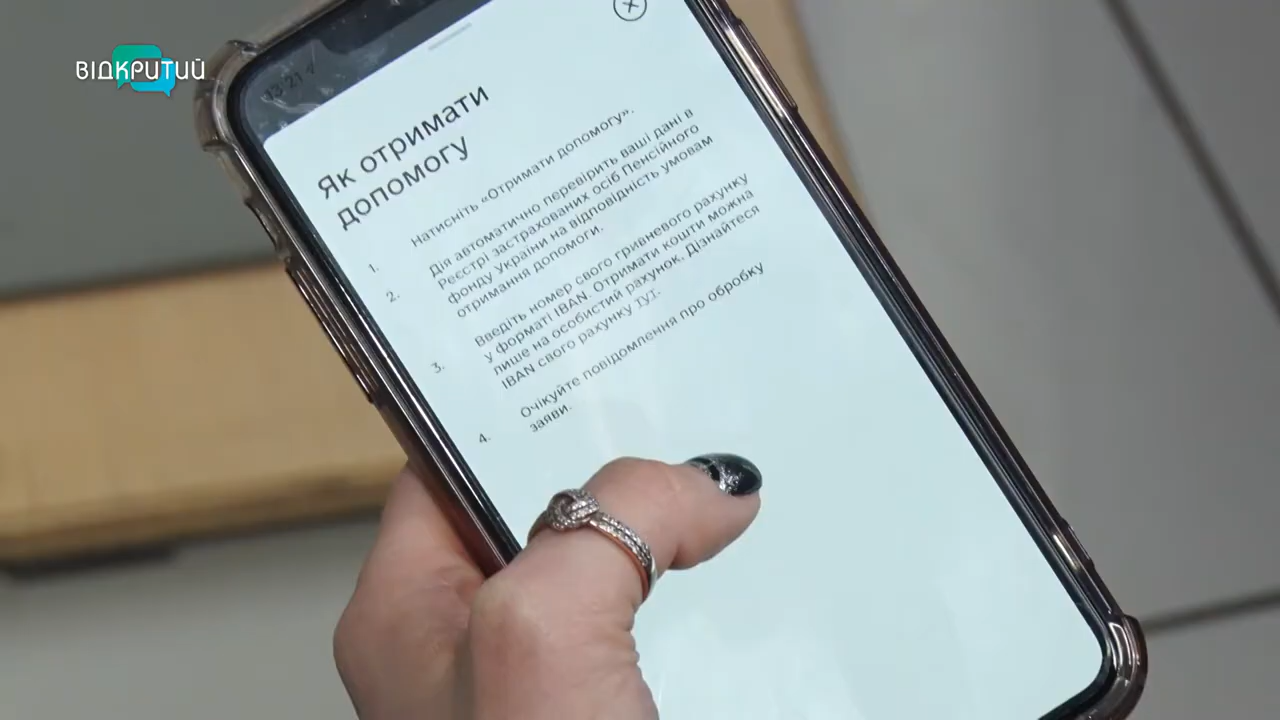 ВІДКРИТИЙ
13:21
Як отримати
допомогу
1. Натисніть «Отримати допомогу».
2. Дія автоматично перевірить ваші дані в
Реєстрі застрахованих осіб Пенсійного
фонду України на відповідність умовам
отримання допомоги.
3. Введіть номер свого гривневого рахунку
у форматі IBAN. Отримати кошти можна
лише на особистий рахунок. Дізнайтеся
IBAN свого рахунку тут.
4. Очікуйте повідомлення про обробку
заяви.